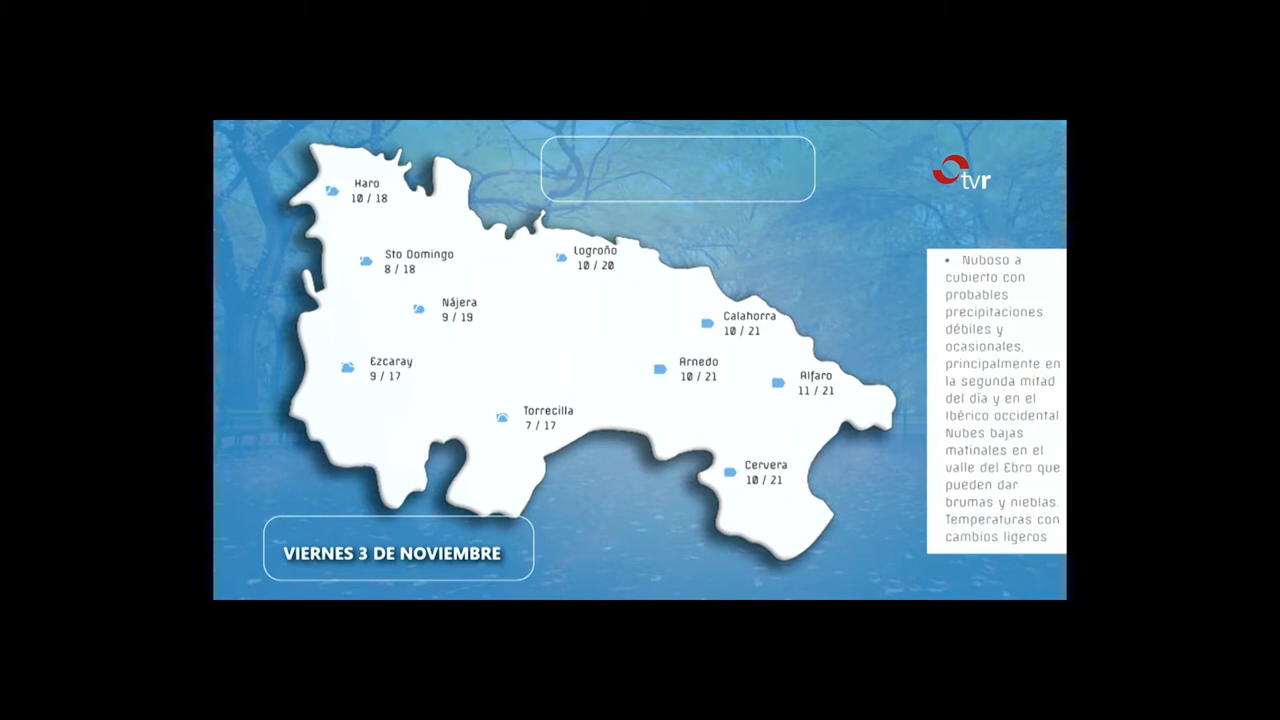 tvr
Haro
10 / 18
Sto Domingo
8 / 18
Logroño
10 / 20
Nájera
9 / 19
Calahorra
10 / 21
Ezcaray
9 / 17
Arnedo
10 / 21
Alfaro
11 / 21
Torrecilla
7 / 17
Cervera
10 / 21
• Nuboso a
cubierto con
probables
precipitaciones
débiles y
ocasionales,
principalmente en
la segunda mitad
del día y en el
Ibérico occidental.
Nubes bajas
matinales en el
valle del Ebro que
pueden dar
brumas y nieblas.
Temperaturas con
cambios ligeros
VIERNES 3 DE NOVIEMBRE